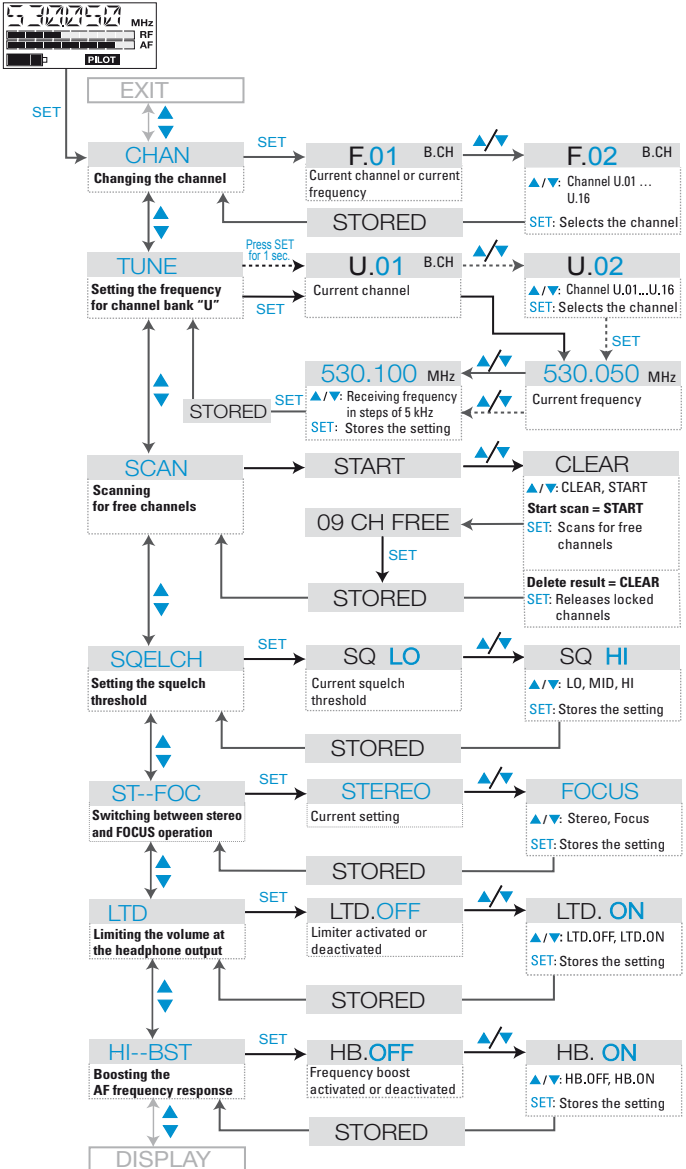 530.050 MHz
RF
AF
PILOT
SET
EXIT
CHAN
Changing the channel
SET
F.01 B.CH
Current channel or current
frequency
F.02 B.CH
▲/▼: Channel U.01 ...
U.16
SET: Selects the channel
STORED
TUNE
Setting the frequency
for channel bank "U"
Press SET
for 1 sec.
SET
U.01 B.CH
Current channel
U.02
▲/▼: Channel U.01...U.16
SET: Selects the channel
SET
530.050 MHz
Current frequency
530.100 MHz
▲/▼: Receiving frequency
in steps of 5 kHz
SET: Stores the setting
SET
STORED
SCAN
Scanning
for free channels
START
CLEAR
▲/▼: CLEAR, START
Start scan = START
SET: Scans for free
channels
Delete result = CLEAR
SET: Releases locked
channels
09 CH FREE
SET
STORED
SQELCH
Setting the squelch
threshold
SET
SQ LO
Current squelch
threshold
SQ HI
▲/▼: LO, MID, HI
SET: Stores the setting
STORED
ST--FOC
Switching between stereo
and FOCUS operation
SET
STEREO
Current setting
FOCUS
▲/▼: Stereo, Focus
SET: Stores the setting
STORED
LTD
Limiting the volume at
the headphone output
SET
LTD.OFF
Limiter activated or
deactivated
LTD. ON
▲/▼: LTD.OFF, LTD.ON
SET: Stores the setting
STORED
HI--BST
Boosting the
AF frequency response
SET
HB.OFF
Frequency boost
activated or deactivated
HB. ON
▲/▼: HB.OFF, HB.ON
SET: Stores the setting
STORED
DISPLAY